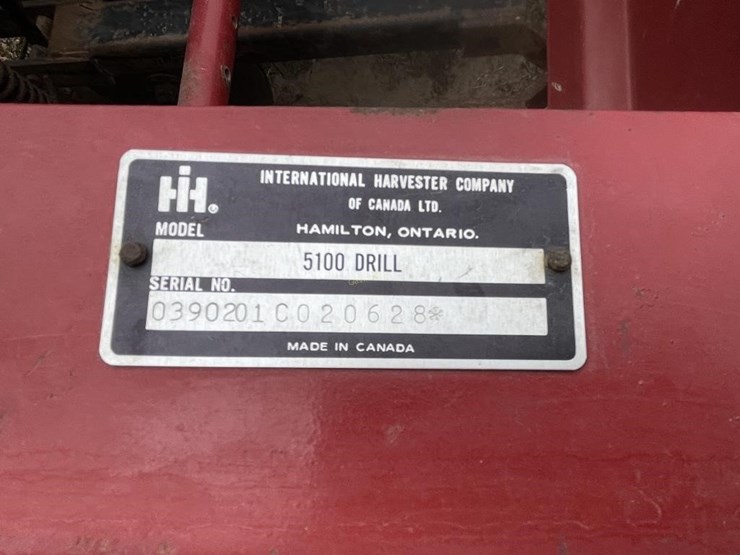 IH®
INTERNATIONAL HARVESTER COMPANY
OF CANADA LTD.
HAMILTON, ONTARIO.
MODEL
5100 DRILL
SERIAL NO.
0390201C020628*
MADE IN CANADA